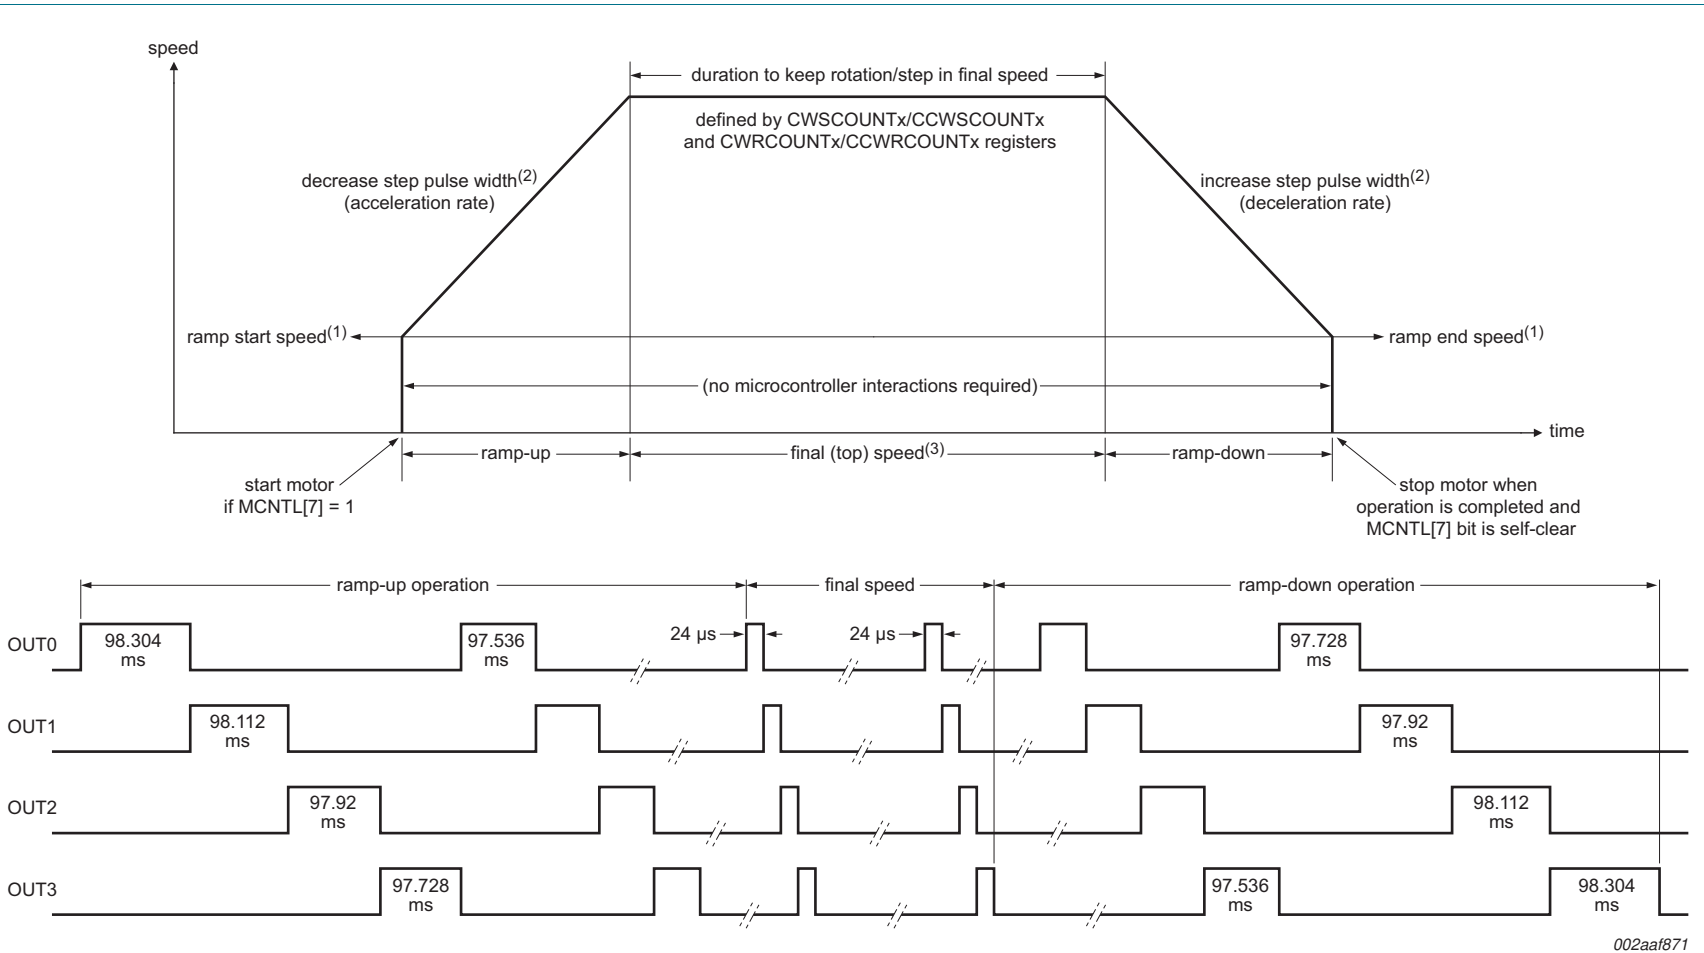 speed
duration to keep rotation/step in final speed
defined by CWSCOUNTx/CCWSCOUNTx
and CWRCOUNTx/CCWRCOUNTx registers
decrease step pulse width(2)
(acceleration rate)
increase step pulse width(2)
(deceleration rate)
ramp start speed(1)
ramp end speed(1)
(no microcontroller interactions required)
time
ramp-up
final (top) speed(3)
ramp-down
start motor
if MCNTL[7] = 1
stop motor when
operation is completed and
MCNTL[7] bit is self-clear
ramp-up operation
final speed
ramp-down operation
OUT0
98.304
ms
97.536
ms
24 μs
24 μs
97.728
ms
OUT1
98.112
ms
97.92
ms
OUT2
97.92
ms
98.112
ms
OUT3
97.728
ms
97.536
ms
98.304
ms
002aaf871